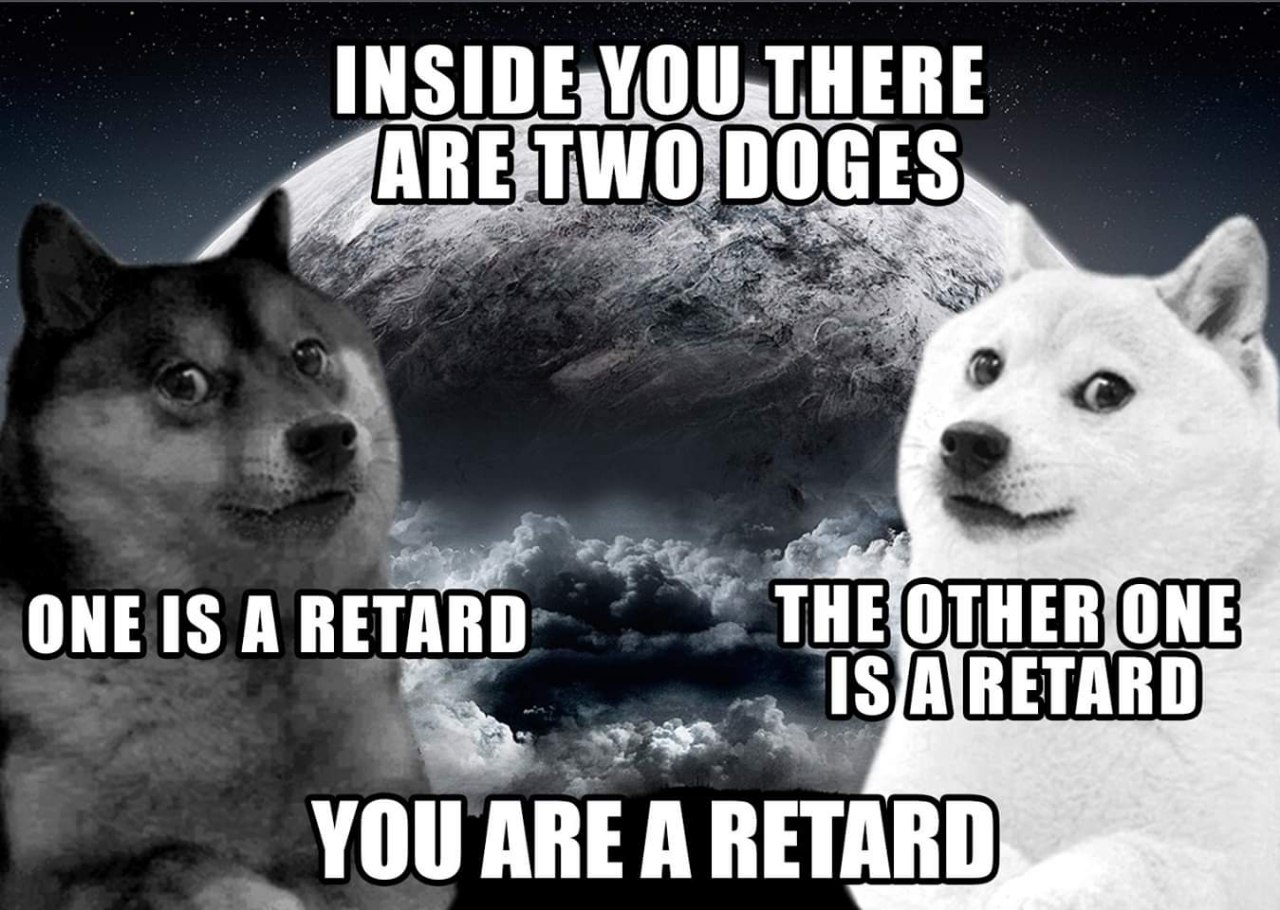 INSIDE YOU THERE
ARE TWO DOGES
ONE IS A RETARD
THE OTHER ONE
IS A RETARD
YOU ARE A RETARD